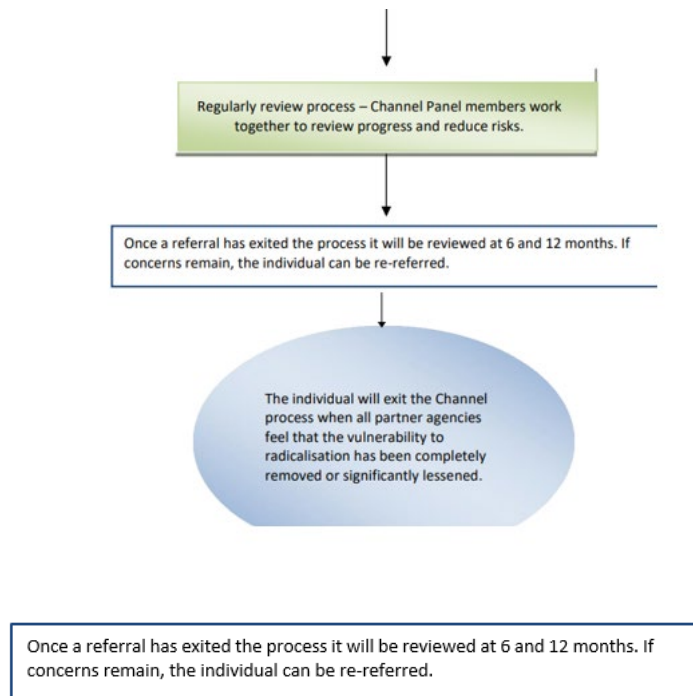 Regularly review process – Channel Panel members work
together to review progress and reduce risks.
Once a referral has exited the process it will be reviewed at 6 and 12 months. If
concerns remain, the individual can be re-referred.
The individual will exit the Channel
process when all partner agencies
feel that the vulnerability to
radicalisation has been completely
removed or significantly lessened.
Once a referral has exited the process it will be reviewed at 6 and 12 months. If
concerns remain, the individual can be re-referred.